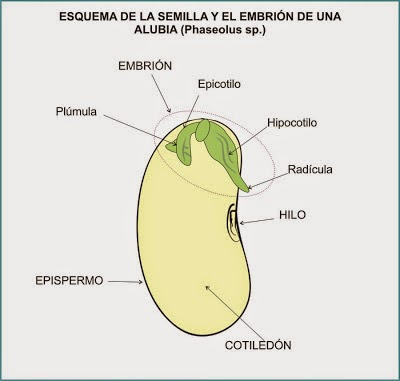 ESQUEMA DE LA SEMILLA Y EL EMBRIÓN DE UNA
ALUBIA (Phaseolus sp.)
EMBRIÓN
Epicotilo
Plúmula
Hipocotilo
Radícula
HILO
EPISPERMO
COTILEDÓN